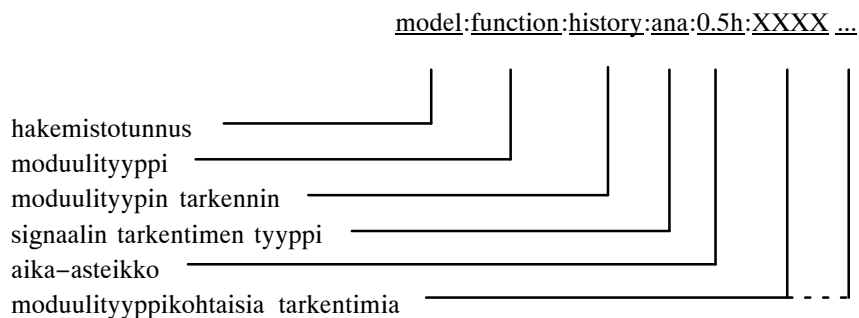 model:function:history:ana:0.5h:XXXX ...
hakemistotunnus
moduulityyppi
moduulityypin tarkennin
signaalin tarkentimen tyyppi
aika−asteikko
moduulityyppikohtaisia tarkentimia